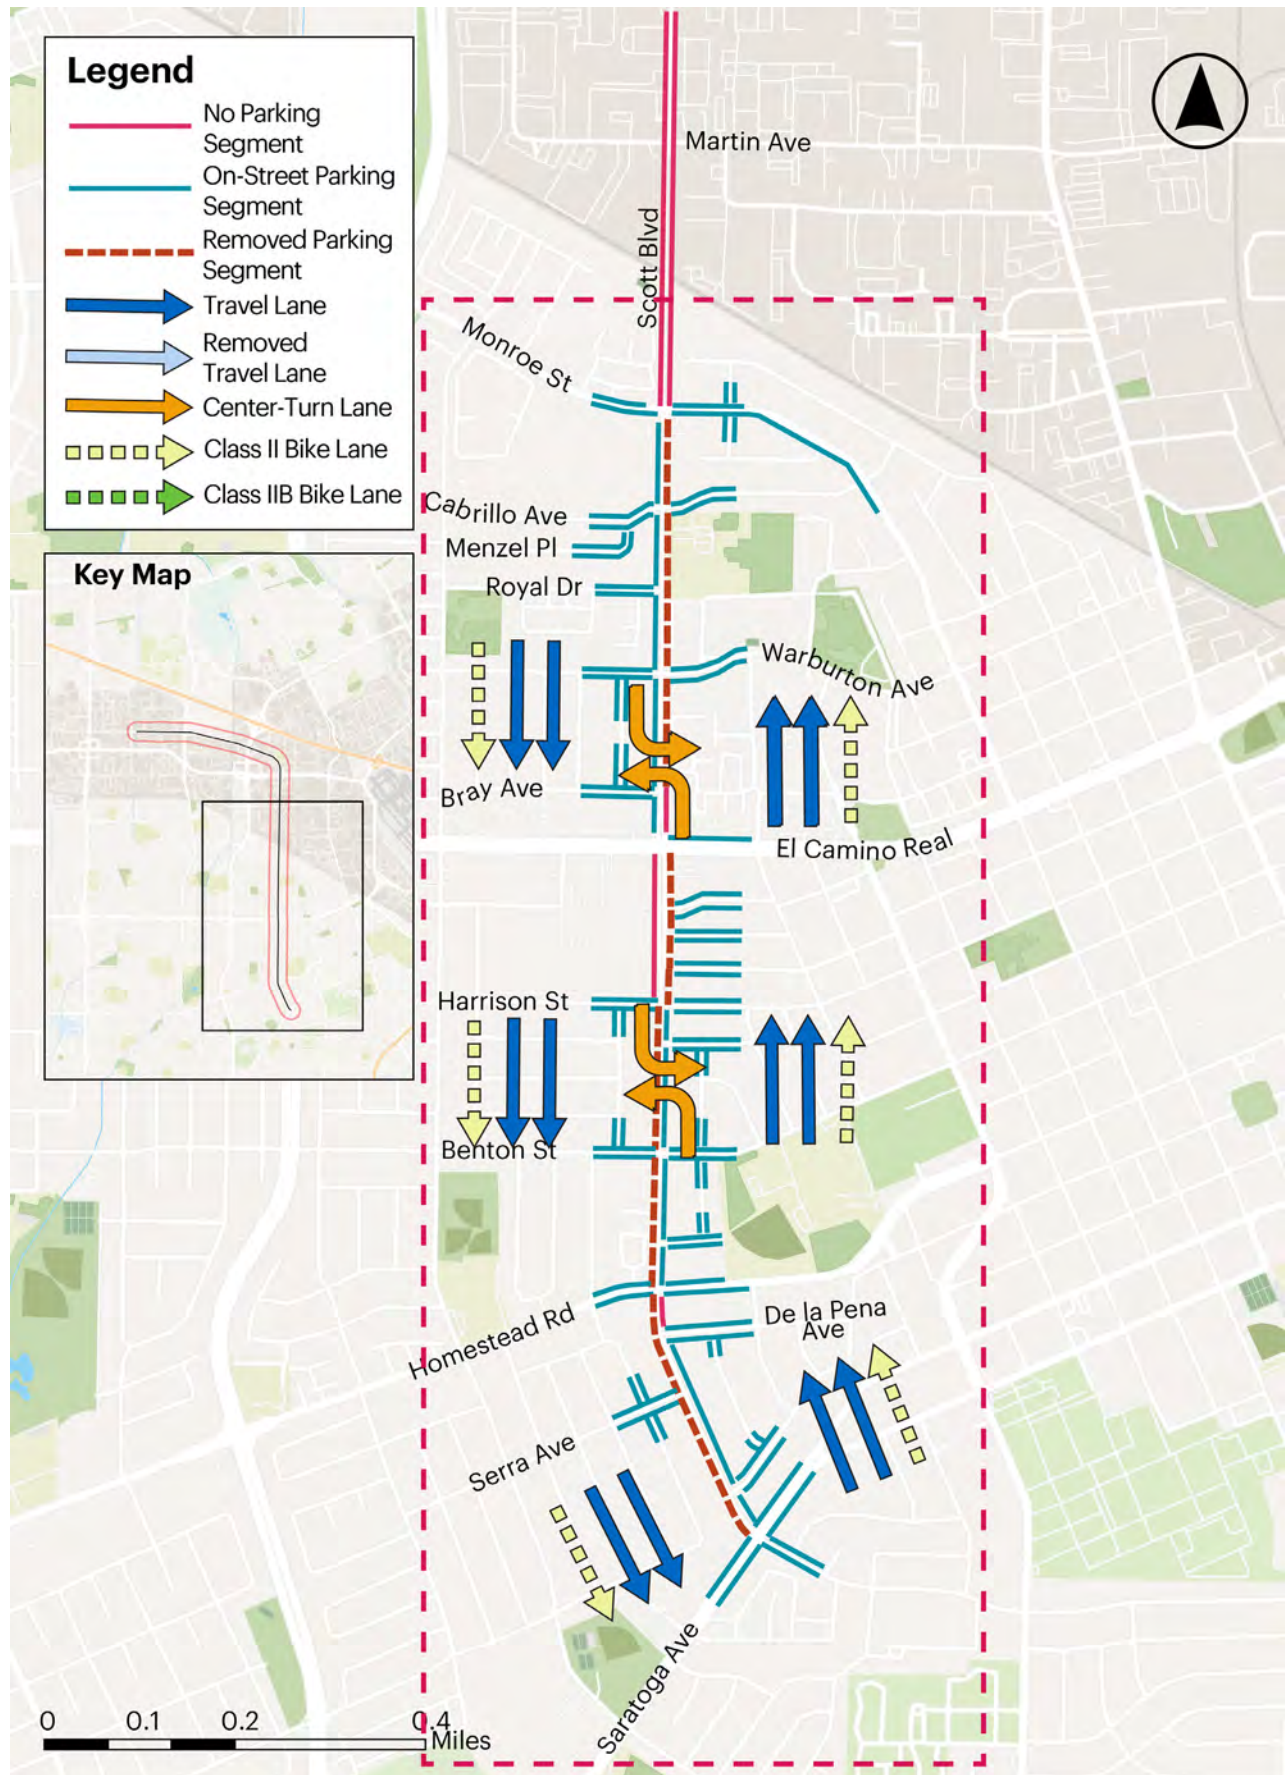 Legend
No Parking
Segment
On-Street Parking
Segment
Removed Parking
Segment
Travel Lane
Removed
Travel Lane
Center-Turn Lane
Class II Bike Lane
Class IIB Bike Lane
Key Map
Martin Ave
Scott Blvd
Monroe St
Cabrillo Ave
Menzel Pl
Royal Dr
Warburton Ave
Bray Ave
El Camino Real
Harrison St
Benton St
Homestead Rd
De la Pena
Ave
Serra Ave
Saratoga Ave
0 0.1 0.2 0.4
Miles